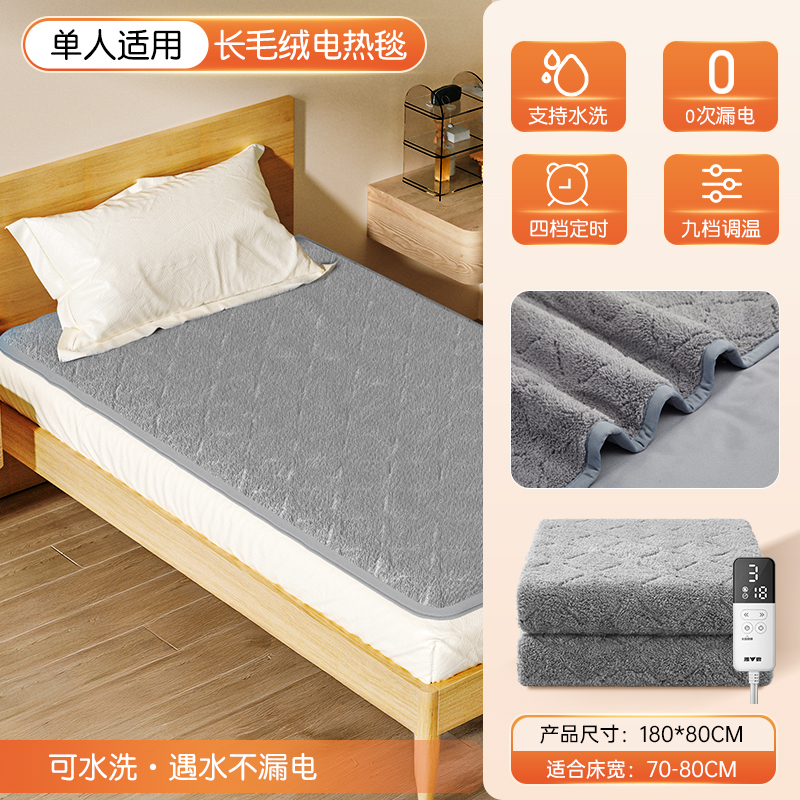 单人适用 长毛绒电热毯
支持水洗
0
0次漏电
四档定时
九档调温
3
18
产品尺寸：180*80CM
适合床宽：70-80CM
可水洗·遇水不漏电